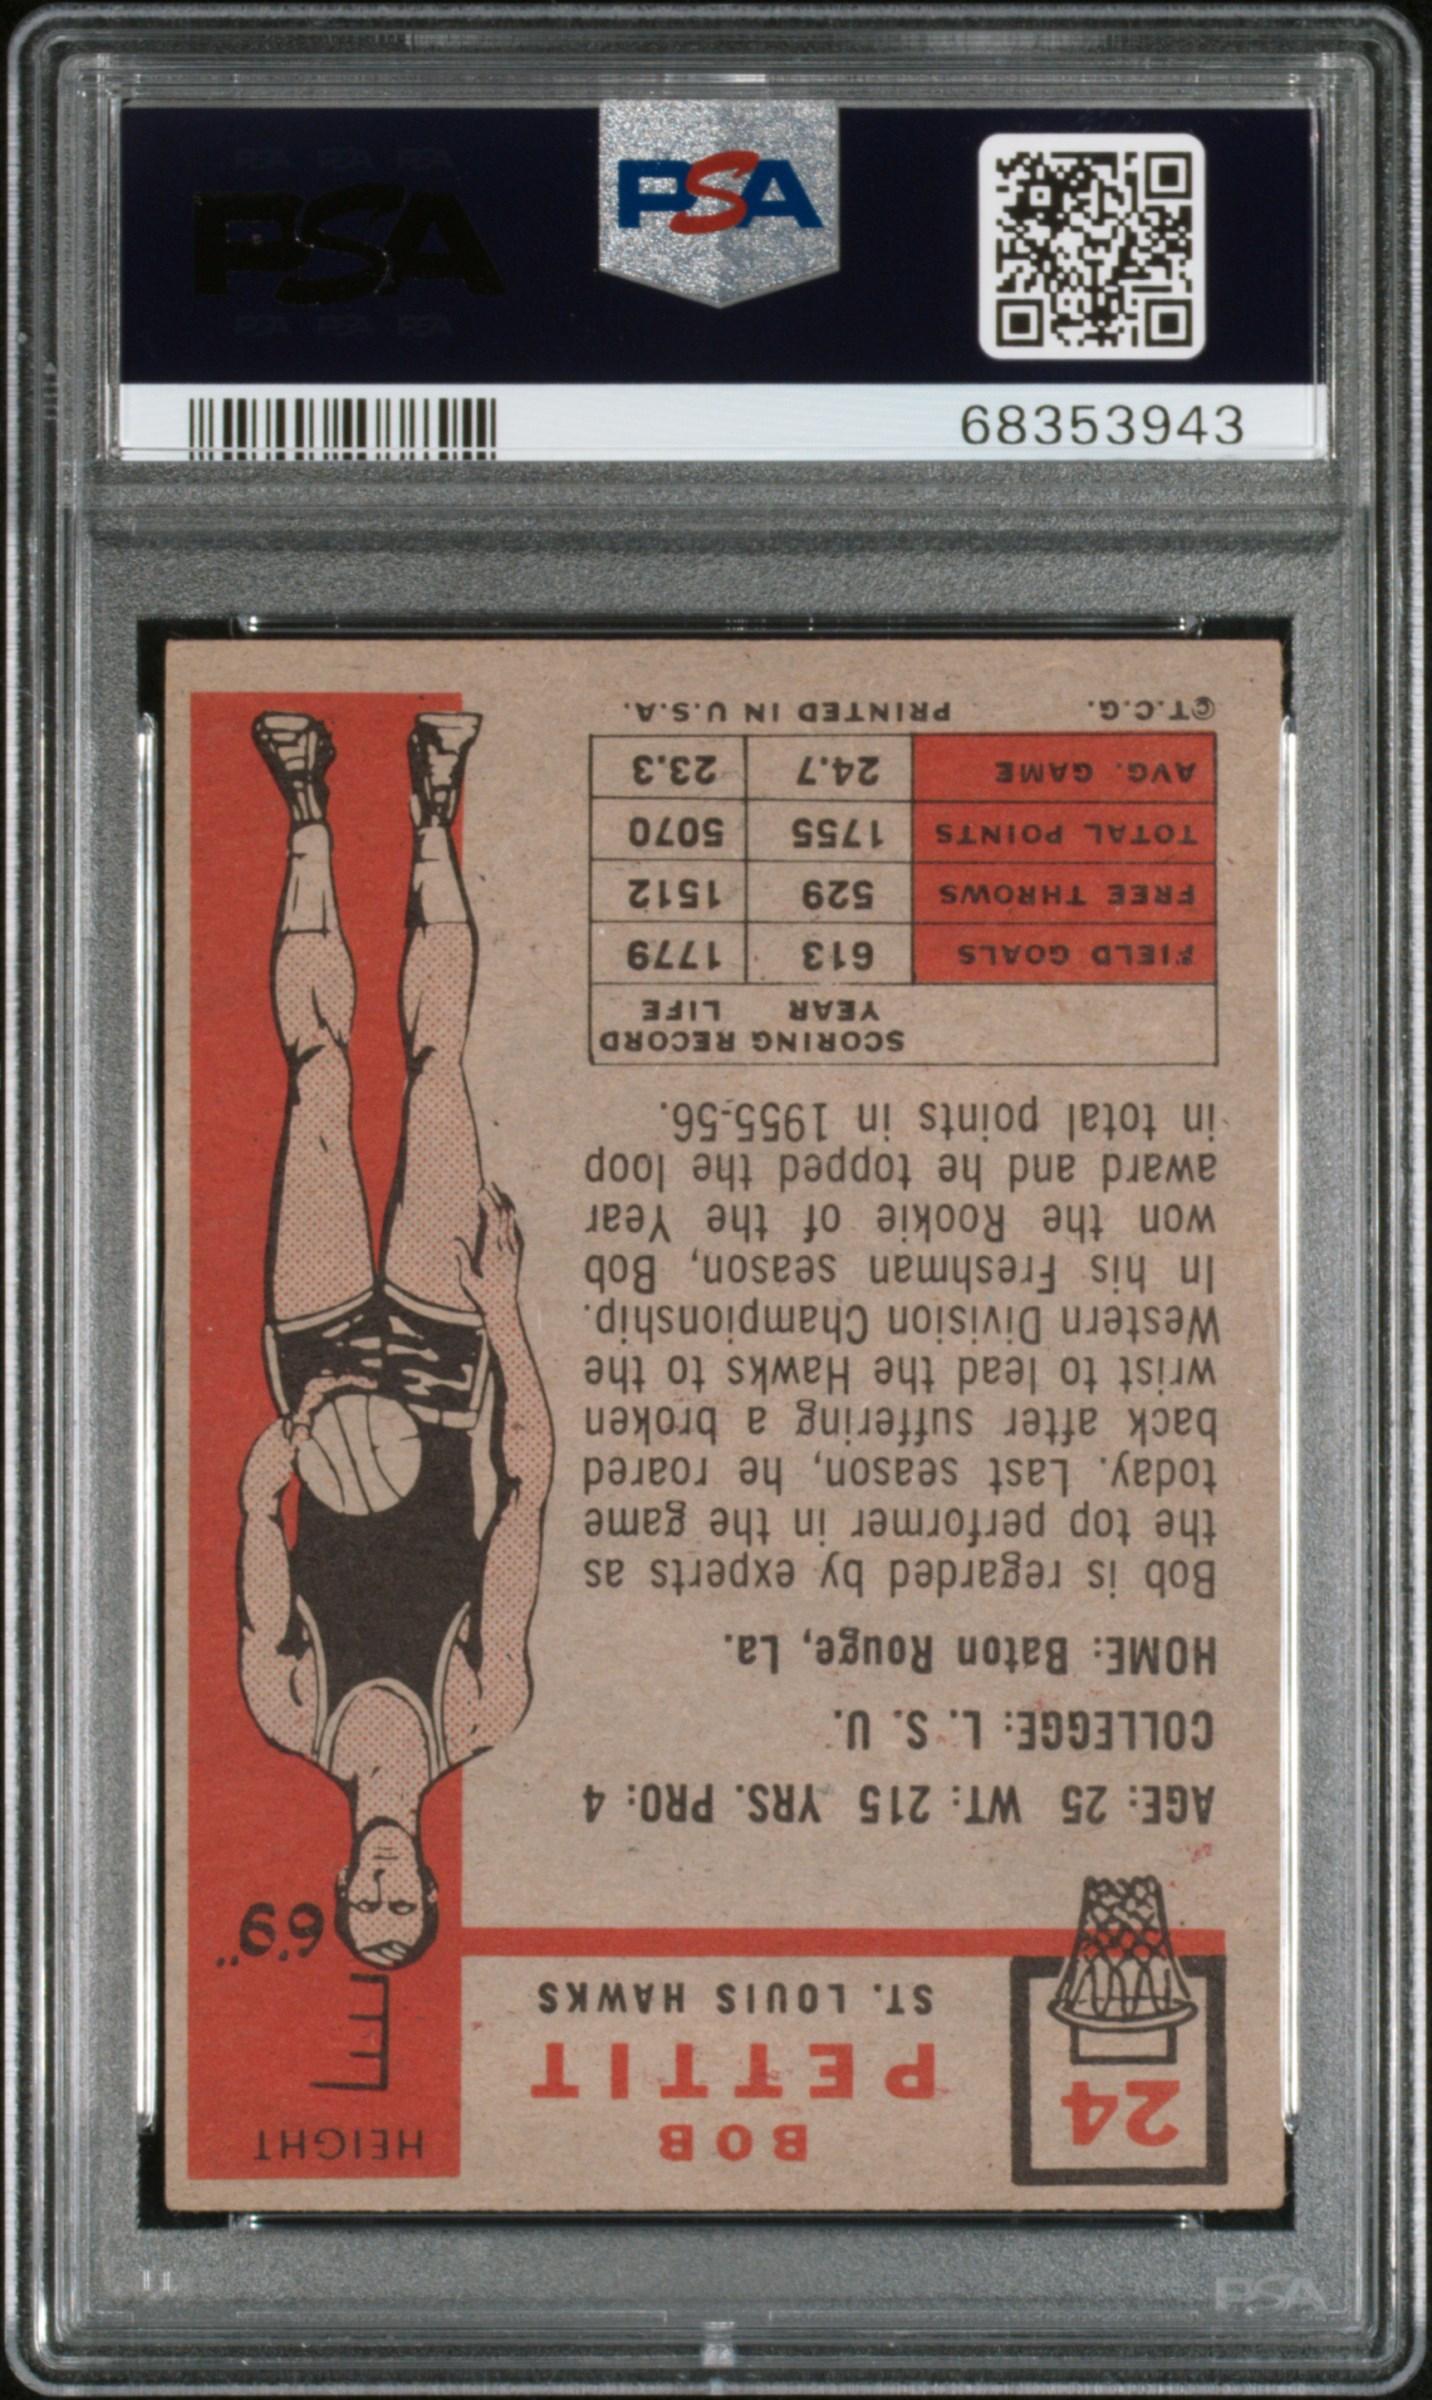 PSA
PSA
68353943
24
BOB
PETTIT
ST. LOUIS HAWKS
HEIGHT
6'9"
AGE: 25 WT: 215 YRS. PRO: 4
COLLEGGE: L. S. U.
HOME: Baton Rouge, La.
Bob is regarded by experts as
the top performer in the game
today. Last season, he roared
back after suffering a broken
wrist to lead the Hawks to the
Western Division Championship.
In his Freshman season, Bob
won the Rookie of the Year
award and he topped the loop
in total points in 1955-56.
SCORING RECORD
YEAR LIFE
FIELD GOALS 613 1779
FREE THROWS 529 1512
TOTAL POINTS 1755 5070
AVG. GAME 24.7 23.3
©T.C.G. PRINTED IN U.S.A.
PSA